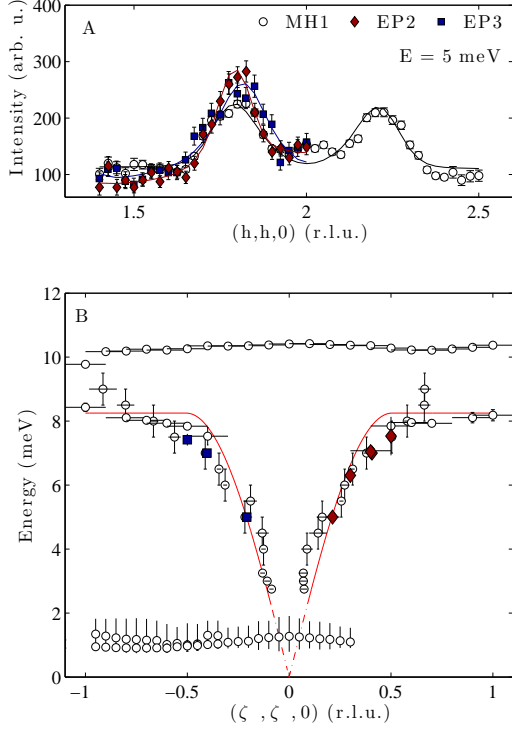 A
MH1 EP2 EP3
E = 5 meV
Intensity (arb. u.)
400
300
200
100
1.5 2 2.5
(h,h,0) (r.l.u.)
B
Energy (meV)
12
10
8
6
4
2
0
−1 −0.5 0 0.5 1
(ζ ,ζ ,0) (r.l.u.)